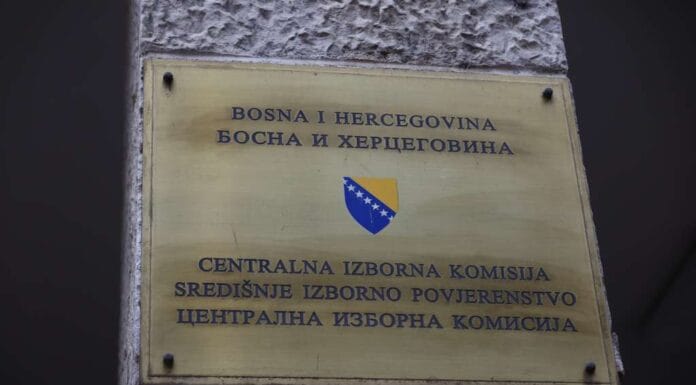 BOSNA I HERCEGOVINA
БОСНА И ХЕРЦЕГОВИНА
CENTRALNA IZBORNA KOMISIJA
SREDIŠNJE IZBORNO POVJERENSTVO
ЦЕНТРАЛНА ИЗБОРНА КОМИСИЈА